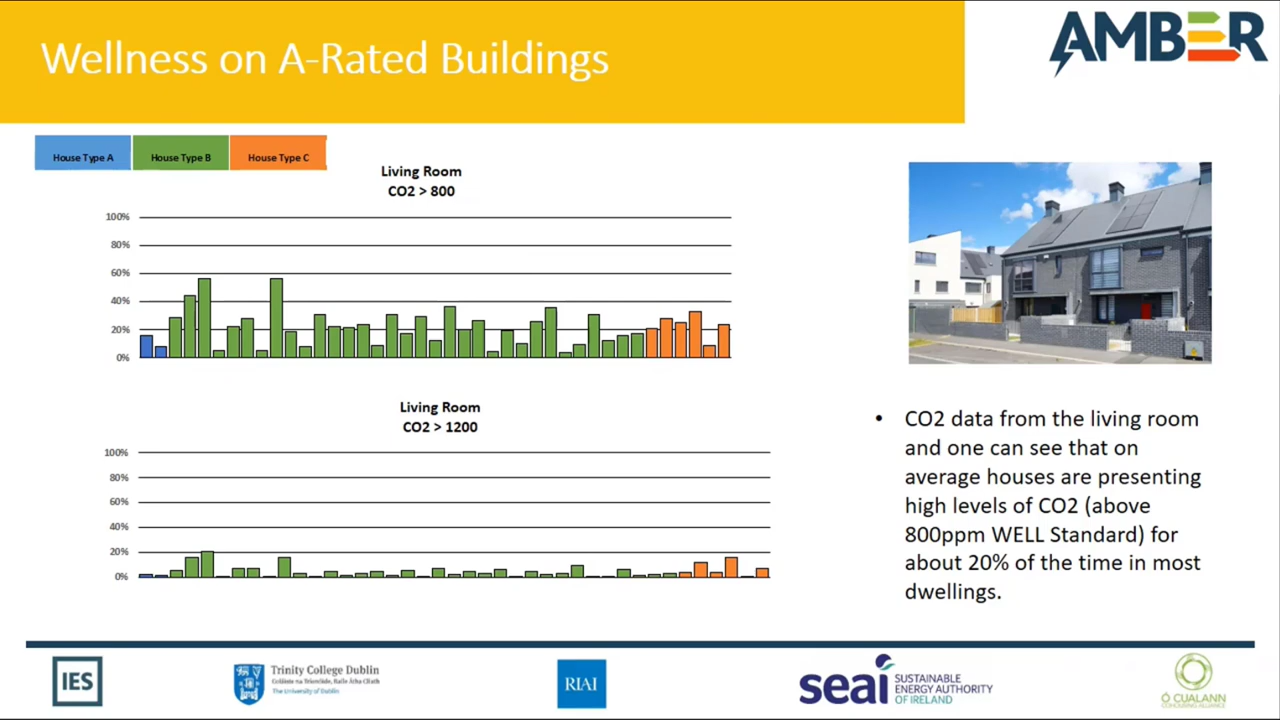 Wellness on A-Rated Buildings
AMBER
House Type A
House Type B
House Type C
Living Room
CO2 > 800
100%
80%
60%
40%
20%
0%
Living Room
CO2 > 1200
100%
80%
60%
40%
20%
0%
• CO2 data from the living room
and one can see that on
average houses are presenting
high levels of CO2 (above
800ppm WELL Standard) for
about 20% of the time in most
dwellings.
IES
Trinity College Dublin
Coláiste na Tríonóide, Baile Átha Cliath
The University of Dublin
RIAI
seai
SUSTAINABLE
ENERGY AUTHORITY
OF IRELAND
Ó CUALANN
COHOUSING ALLIANCE